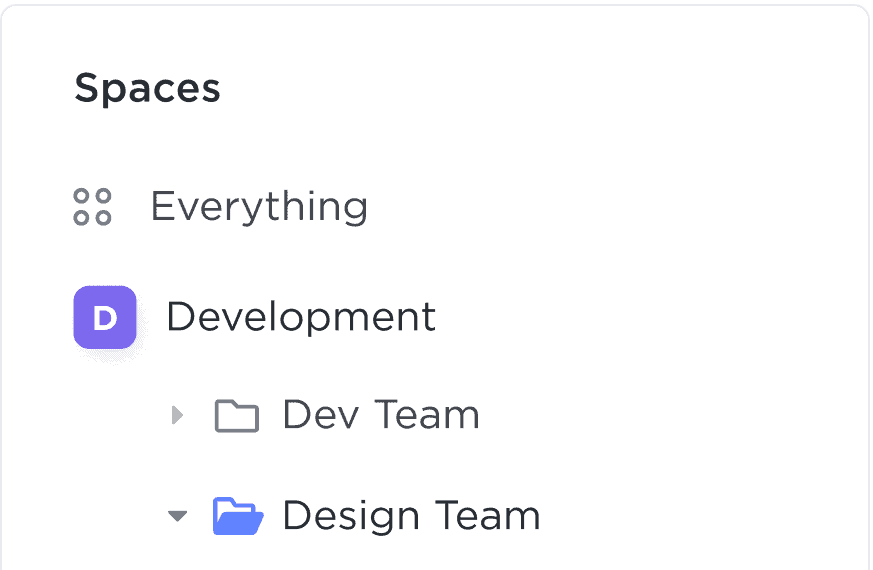 Spaces
Everything
D Development
Dev Team
Design Team